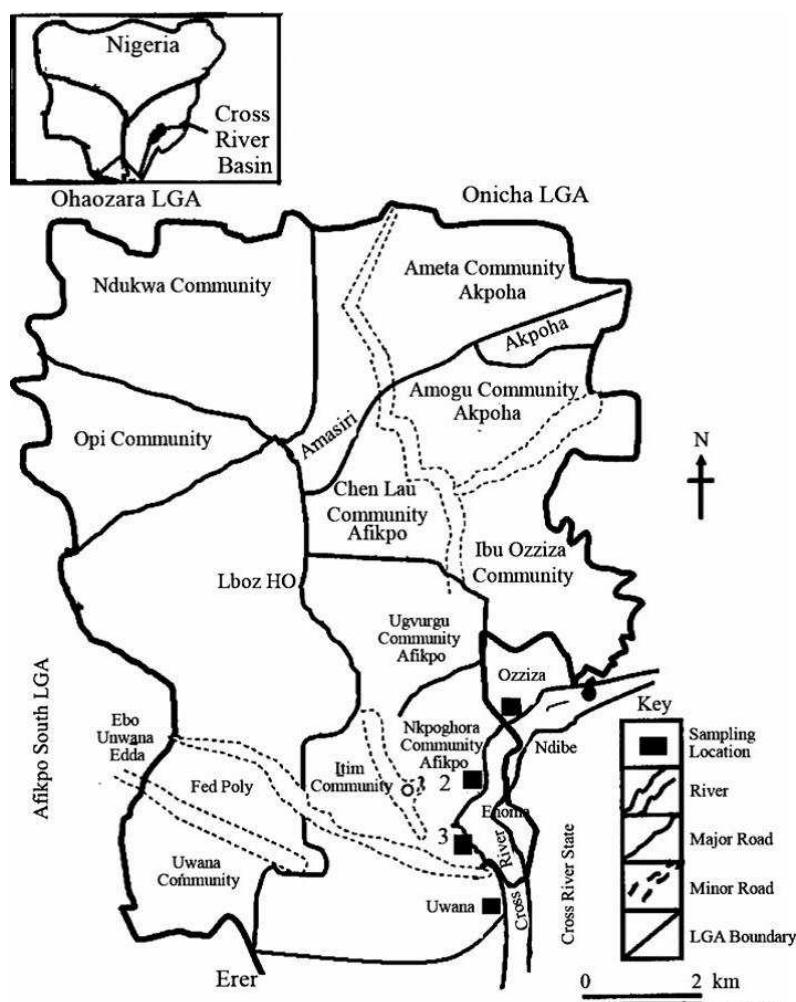 Nigeria
Cross
River
Basin
Ohaozara LGA
Onicha LGA
Ndukwa Community
Ameta Community
Akpoha
Akpoha
Opi Community
Amasiri
Amogu Community
Akpoha
Chen Lau
Community
Afikpo
N
Ibu Ozziza
Community
Lboz HO
Ugvurgu
Community
Afikpo
Ozziza
Afikpo South LGA
Ebo
Unwana
Edda
Fed Poly
Itim
Community
Nkpoghora
Community
Afikpo
2
Ndibe
Enoma
3
River
Cross
Uwana
Community
Uwana
Cross River State
Erer
Key
Sampling
Location
River
Major Road
Minor Road
LGA Boundary
0 2 km